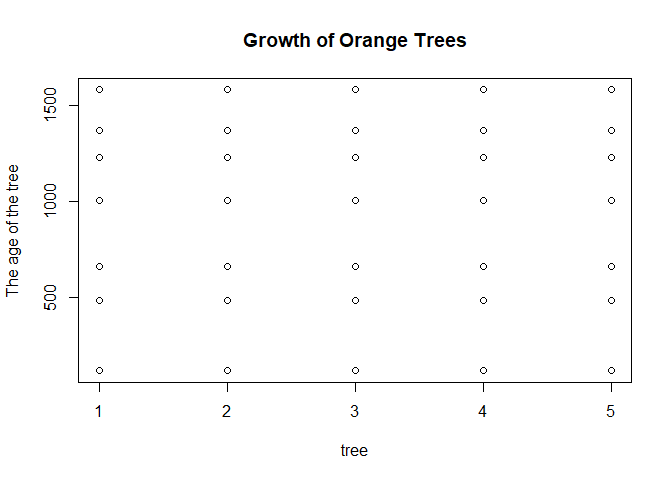 Growth of Orange Trees
The age of the tree
1500
1000
500
1 2 3 4 5
tree